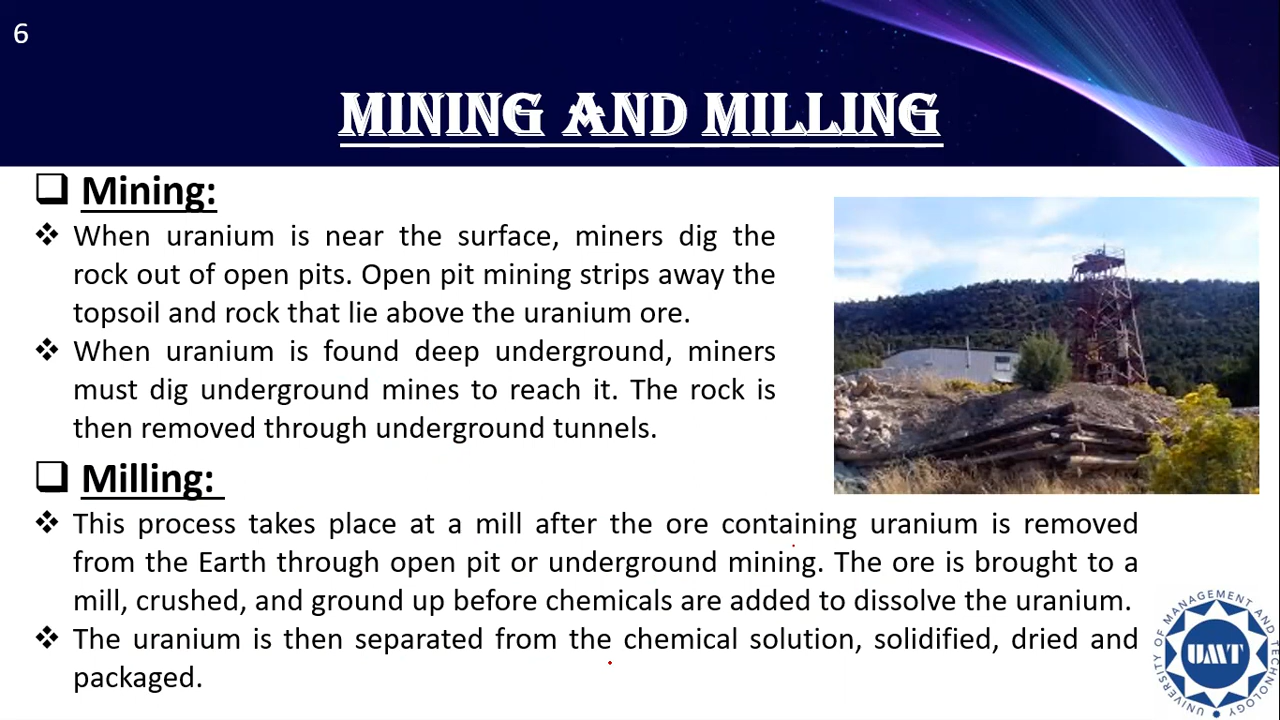 6
MINING AND MILLING
Mining:
When uranium is near the surface, miners dig the
rock out of open pits. Open pit mining strips away the
topsoil and rock that lie above the uranium ore.
When uranium is found deep underground, miners
must dig underground mines to reach it. The rock is
then removed through underground tunnels.
Milling:
This process takes place at a mill after the ore containing uranium is removed
from the Earth through open pit or underground mining. The ore is brought to a
mill, crushed, and ground up before chemicals are added to dissolve the uranium.
The uranium is then separated from the chemical solution, solidified, dried and
packaged.
UNIVERSITY OF MANAGEMENT AND TECHNOLOGY
UMT